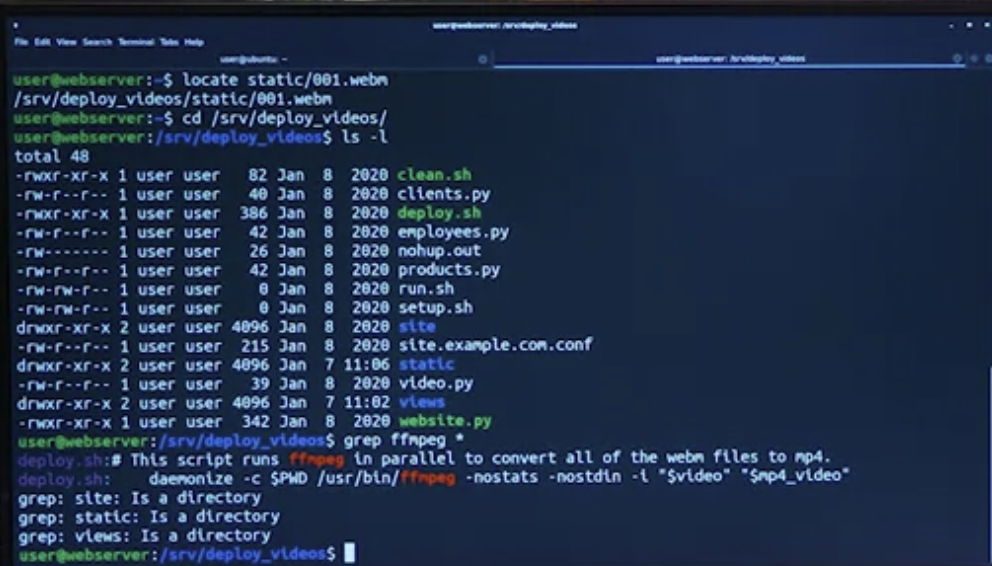 user@webserver: /srv/deploy_videos
File Edit View Search Terminal Tabs Help
user@ubuntu: ~
user@webserver: /srv/deploy_videos
user@webserver:~$ locate static/001.webm
/srv/deploy_videos/static/001.webm
user@webserver:~$ cd /srv/deploy_videos/
user@webserver:/srv/deploy_videos$ ls -l
total 48
-rwxr-xr-x 1 user user   82 Jan  8  2020 clean.sh
-rw-r--r-- 1 user user   40 Jan  8  2020 clients.py
-rwxr-xr-x 1 user user  386 Jan  8  2020 deploy.sh
-rw-r--r-- 1 user user   42 Jan  8  2020 employees.py
-rw------- 1 user user   26 Jan  8  2020 nohup.out
-rw-r--r-- 1 user user   42 Jan  8  2020 products.py
-rw-rw-r-- 1 user user    0 Jan  8  2020 run.sh
-rw-rw-r-- 1 user user    0 Jan  8  2020 setup.sh
drwxr-xr-x 2 user user 4096 Jan  8  2020 site
-rw-r--r-- 1 user user  215 Jan  8  2020 site.example.com.conf
drwxr-xr-x 2 user user 4096 Jan  7 11:06 static
-rw-r--r-- 1 user user   39 Jan  8  2020 video.py
drwxr-xr-x 2 user user 4096 Jan  7 11:02 views
-rwxr-xr-x 1 user user  342 Jan  8  2020 website.py
user@webserver:/srv/deploy_videos$ grep ffmpeg *
deploy.sh:# This script runs ffmpeg in parallel to convert all of the webm files to mp4.
deploy.sh:    daemonize -c $PWD /usr/bin/ffmpeg -nostats -nostdin -i "$video" "$mp4_video"
grep: site: Is a directory
grep: static: Is a directory
grep: views: Is a directory
user@webserver:/srv/deploy_videos$